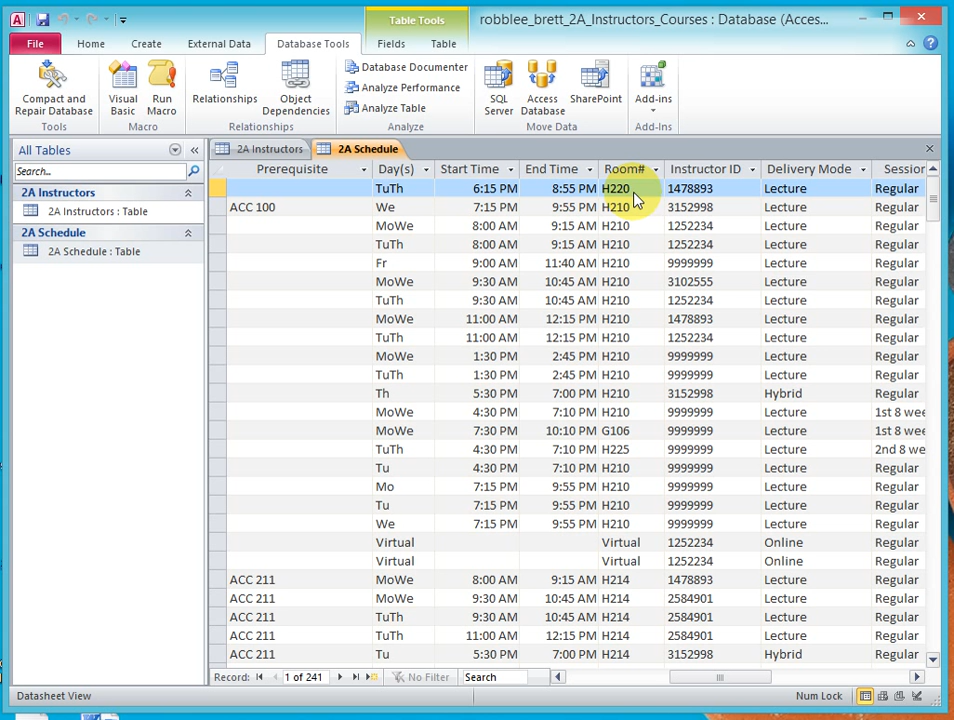 A Table Tools robblee_brett_2A_Instructors_Courses : Database (Acces...
File Home Create External Data Database Tools Fields Table
Compact and Repair Database Visual Basic Run Macro Relationships Object Dependencies Database Documenter Analyze Performance Analyze Table SQL Server Access Database SharePoint Add-ins
Tools Macro Relationships Analyze Move Data Add-Ins
All Tables 2A Instructors 2A Schedule
Search...
2A Instructors
2A Instructors : Table
2A Schedule
2A Schedule : Table
Prerequisite Day(s) Start Time End Time Room# Instructor ID Delivery Mode Session
TuTh 6:15 PM 8:55 PM H220 1478893 Lecture Regular
ACC 100 We 7:15 PM 9:55 PM H210 3152998 Lecture Regular
MoWe 8:00 AM 9:15 AM H210 1252234 Lecture Regular
TuTh 8:00 AM 9:15 AM H210 1252234 Lecture Regular
Fr 9:00 AM 11:40 AM H210 9999999 Lecture Regular
MoWe 9:30 AM 10:45 AM H210 3102555 Lecture Regular
TuTh 9:30 AM 10:45 AM H210 1252234 Lecture Regular
MoWe 11:00 AM 12:15 PM H210 1478893 Lecture Regular
TuTh 11:00 AM 12:15 PM H210 1252234 Lecture Regular
MoWe 1:30 PM 2:45 PM H210 9999999 Lecture Regular
TuTh 1:30 PM 2:45 PM H210 9999999 Lecture Regular
Th 5:30 PM 7:00 PM H210 3152998 Hybrid Regular
MoWe 4:30 PM 7:10 PM H210 9999999 Lecture 1st 8 wee
MoWe 7:30 PM 10:10 PM G106 9999999 Lecture 1st 8 wee
TuTh 4:30 PM 7:10 PM H225 9999999 Lecture 2nd 8 wee
Tu 4:30 PM 7:10 PM H210 9999999 Lecture Regular
Mo 7:15 PM 9:55 PM H210 9999999 Lecture Regular
Tu 7:15 PM 9:55 PM H210 9999999 Lecture Regular
We 7:15 PM 9:55 PM H210 9999999 Lecture Regular
Virtual Virtual 1252234 Online Regular
Virtual Virtual 1252234 Online Regular
ACC 211 MoWe 8:00 AM 9:15 AM H214 1478893 Lecture Regular
ACC 211 MoWe 9:30 AM 10:45 AM H214 2584901 Lecture Regular
ACC 211 TuTh 9:30 AM 10:45 AM H214 2584901 Lecture Regular
ACC 211 TuTh 11:00 AM 12:15 PM H214 2584901 Lecture Regular
ACC 211 Tu 5:30 PM 7:00 PM H214 3152998 Hybrid Regular
Record: 1 of 241 No Filter Search
Datasheet View Num Lock